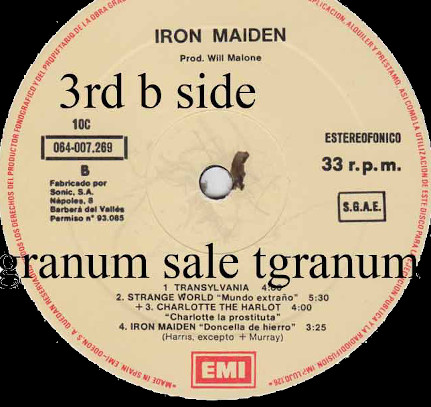 IRON MAIDEN
Prod. Will Malone
3rd b side
10C
064-007.269
B
Fabricado por
Sonic, S.A.
Nápoles, 8
Barberá del Vallés
Permiso nº 93.065
ESTEREOFONICO
33 r.p.m.
S.G.A.E.
granum sale tgranum
1 TRANSYLVANIA
2. STRANGE WORLD "Mundo extraño" 5:30
+ 3. CHARLOTTE THE HARLOT 4:00
"Charlotte la prostituta"
4. IRON MAIDEN "Doncella de hierro" 3:25
(Harris, excepto + Murray)
EMI
MADE IN SPAIN